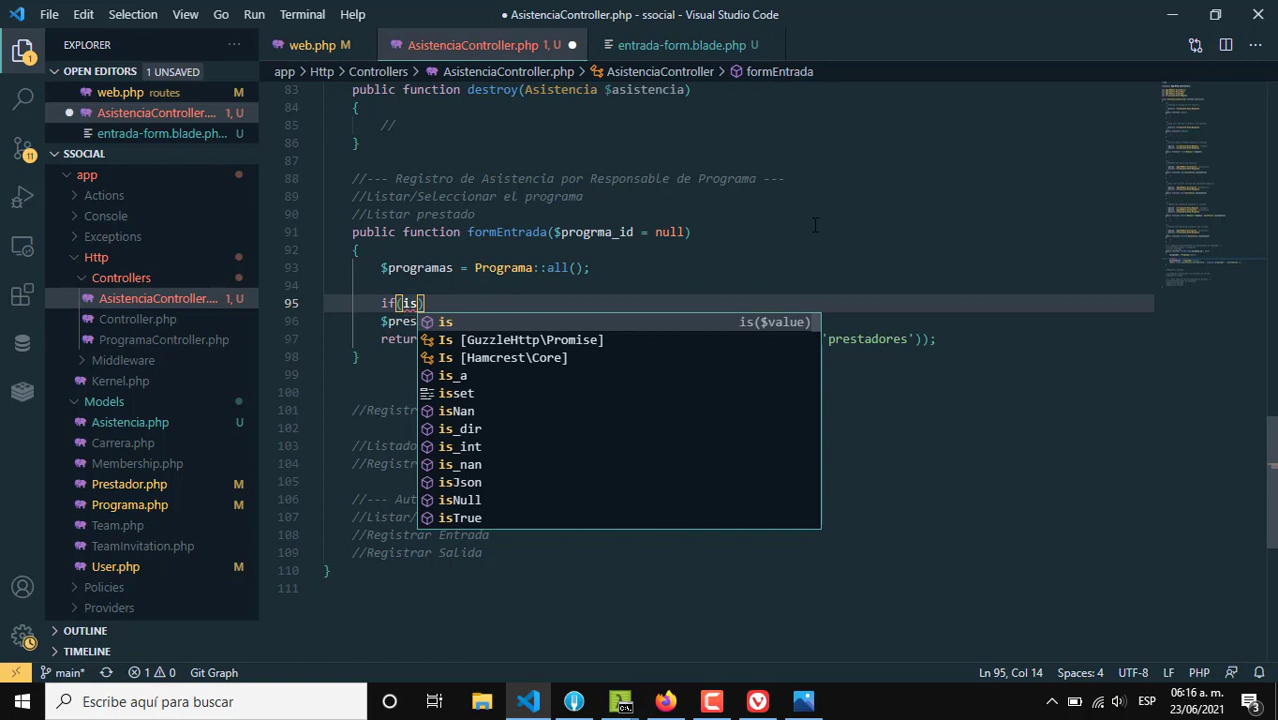 File Edit Selection View Go Run Terminal Help
● AsistenciaController.php - ssocial - Visual Studio Code
EXPLORER
web.php M
AsistenciaController.php 1, U
entrada-form.blade.php U
OPEN EDITORS 1 UNSAVED
app > Http > Controllers > AsistenciaController.php > AsistenciaController > formEntrada
web.php routes M
AsistenciaController.... 1, U
entrada-form.blade.ph... U
SSOCIAL
app
Actions
Console
Exceptions
Http
Controllers
AsistenciaController.... 1, U
Controller.php
ProgramaController.php
Middleware
Kernel.php
Models
Asistencia.php U
Carrera.php
Membership.php
Prestador.php M
Programa.php M
Team.php
TeamInvitation.php
User.php M
Policies
Providers
OUTLINE
TIMELINE
83 public function destroy(Asistencia $asistencia)
84 {
85 //
86 }
87
88 //--- Registro de Asistencia por Responsable de Programa ---
89 //Listar/Seleccionar el programa
90 //Listar prestado
91 public function formEntrada($progrma_id = null)
92 {
93 $programas = Programa::all();
94
95 if(is)
96 $pres
97 retur 'prestadores'));
98 }
99
100
101 //Registr
102
103 //Listado
104 //Registr
105
106 //--- Aut
107 //Listar/
108 //Registrar Entrada
109 //Registrar Salida
110 }
111
is is($value)
Is [GuzzleHttp\Promise]
Is [Hamcrest\Core]
is_a
isset
isNan
is_dir
is_int
is_nan
isJson
isNull
isTrue
11
main* 1 0 Git Graph
Ln 95, Col 14 Spaces: 4 UTF-8 LF PHP
Escribe aquí para buscar
ESP
06:16 a. m.
23/06/2021
3